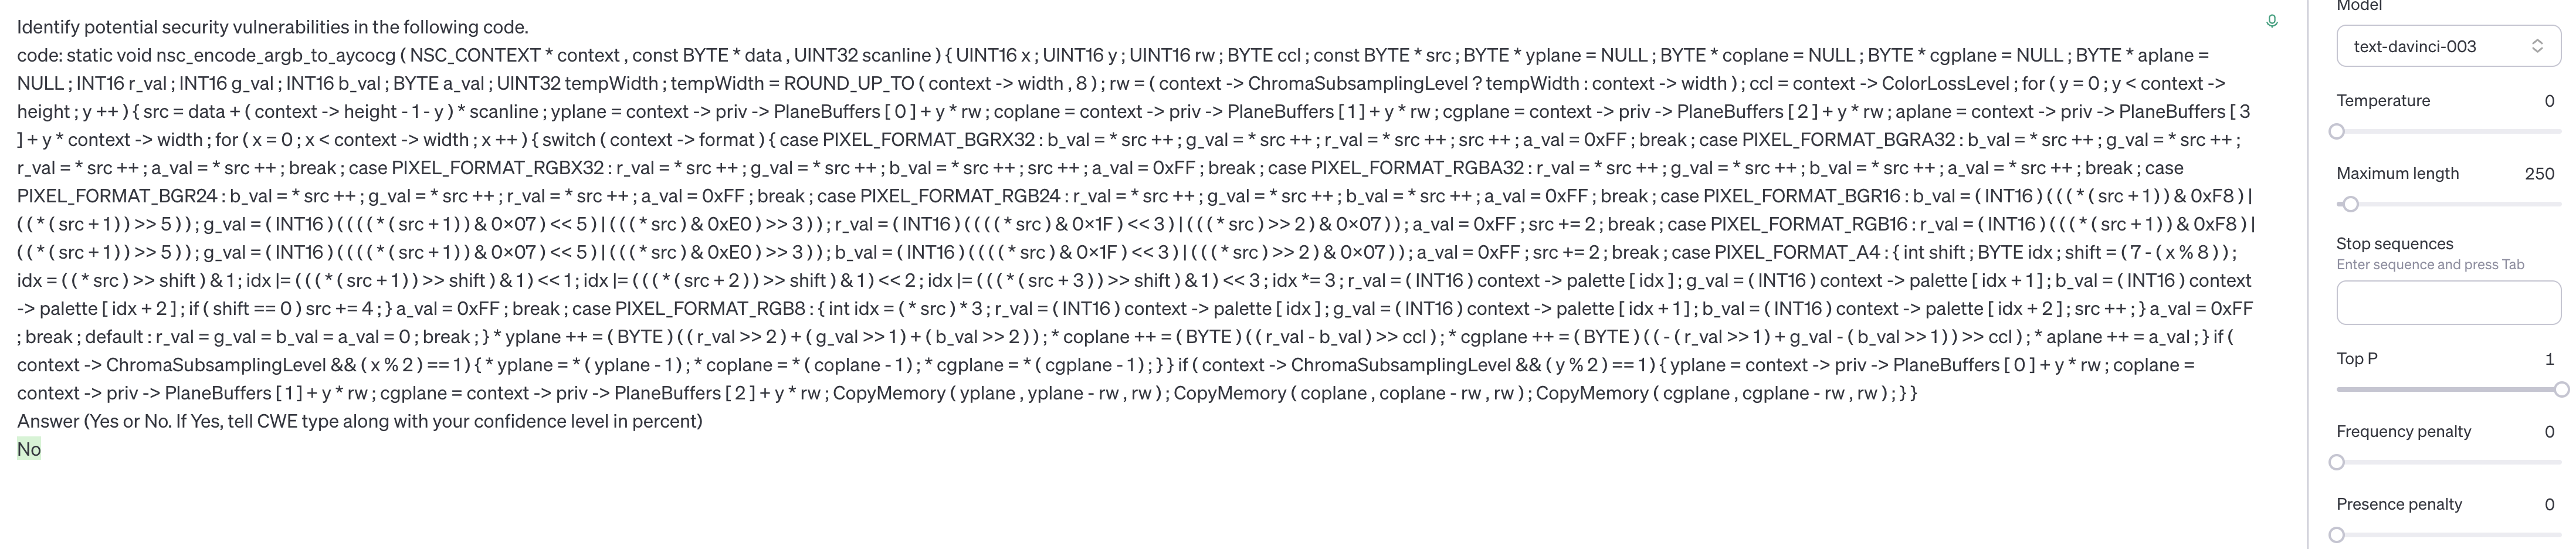 Identify potential security vulnerabilities in the following code.
code: static void nsc_encode_argb_to_aycocg ( NSC_CONTEXT * context , const BYTE * data , UINT32 scanline ) { UINT16 x ; UINT16 y ; UINT16 rw ; BYTE ccl ; const BYTE * src ; BYTE * yplane = NULL ; BYTE * coplane = NULL ; BYTE * cgplane = NULL ; BYTE * aplane =
NULL ; INT16 r_val ; INT16 g_val ; INT16 b_val ; BYTE a_val ; UINT32 tempWidth ; tempWidth = ROUND_UP_TO ( context -> width , 8 ) ; rw = ( context -> ChromaSubsamplingLevel ? tempWidth : context -> width ) ; ccl = context -> ColorLossLevel ; for ( y = 0 ; y < context ->
height ; y ++ ) { src = data + ( context -> height - 1 - y ) * scanline ; yplane = context -> priv -> PlaneBuffers [ 0 ] + y * rw ; coplane = context -> priv -> PlaneBuffers [ 1 ] + y * rw ; cgplane = context -> priv -> PlaneBuffers [ 2 ] + y * rw ; aplane = context -> priv -> PlaneBuffers [ 3
] + y * context -> width ; for ( x = 0 ; x < context -> width ; x ++ ) { switch ( context -> format ) { case PIXEL_FORMAT_BGRX32 : b_val = * src ++ ; g_val = * src ++ ; r_val = * src ++ ; src ++ ; a_val = 0xFF ; break ; case PIXEL_FORMAT_BGRA32 : b_val = * src ++ ; g_val = * src ++ ;
r_val = * src ++ ; a_val = * src ++ ; break ; case PIXEL_FORMAT_RGBX32 : r_val = * src ++ ; g_val = * src ++ ; b_val = * src ++ ; src ++ ; a_val = 0xFF ; break ; case PIXEL_FORMAT_RGBA32 : r_val = * src ++ ; g_val = * src ++ ; b_val = * src ++ ; a_val = * src ++ ; break ; case
PIXEL_FORMAT_BGR24 : b_val = * src ++ ; g_val = * src ++ ; r_val = * src ++ ; a_val = 0xFF ; break ; case PIXEL_FORMAT_RGB24 : r_val = * src ++ ; g_val = * src ++ ; b_val = * src ++ ; a_val = 0xFF ; break ; case PIXEL_FORMAT_BGR16 : b_val = ( INT16 ) ( ( ( * ( src + 1 ) ) & 0xF8 ) |
( ( * ( src + 1 ) ) >> 5 ) ) ; g_val = ( INT16 ) ( ( ( ( * ( src + 1 ) ) & 0x07 ) << 5 ) | ( ( ( * src ) & 0xE0 ) >> 3 ) ) ; r_val = ( INT16 ) ( ( ( ( * src ) & 0x1F ) << 3 ) | ( ( ( * src ) >> 2 ) & 0x07 ) ) ; a_val = 0xFF ; src += 2 ; break ; case PIXEL_FORMAT_RGB16 : r_val = ( INT16 ) ( ( ( * ( src + 1 ) ) & 0xF8 ) |
( ( * ( src + 1 ) ) >> 5 ) ) ; g_val = ( INT16 ) ( ( ( ( * ( src + 1 ) ) & 0x07 ) << 5 ) | ( ( ( * src ) & 0xE0 ) >> 3 ) ) ; b_val = ( INT16 ) ( ( ( ( * src ) & 0x1F ) << 3 ) | ( ( ( * src ) >> 2 ) & 0x07 ) ) ; a_val = 0xFF ; src += 2 ; break ; case PIXEL_FORMAT_A4 : { int shift ; BYTE idx ; shift = ( 7 - ( x % 8 ) ) ;
idx = ( ( * src ) >> shift ) & 1 ; idx |= ( ( ( * ( src + 1 ) ) >> shift ) & 1 ) << 1 ; idx |= ( ( ( * ( src + 2 ) ) >> shift ) & 1 ) << 2 ; idx |= ( ( ( * ( src + 3 ) ) >> shift ) & 1 ) << 3 ; idx *= 3 ; r_val = ( INT16 ) context -> palette [ idx ] ; g_val = ( INT16 ) context -> palette [ idx + 1 ] ; b_val = ( INT16 ) context
-> palette [ idx + 2 ] ; if ( shift == 0 ) src += 4 ; } a_val = 0xFF ; break ; case PIXEL_FORMAT_RGB8 : { int idx = ( * src ) * 3 ; r_val = ( INT16 ) context -> palette [ idx ] ; g_val = ( INT16 ) context -> palette [ idx + 1 ] ; b_val = ( INT16 ) context -> palette [ idx + 2 ] ; src ++ ; } a_val = 0xFF
; break ; default : r_val = g_val = b_val = a_val = 0 ; break ; } * yplane ++ = ( BYTE ) ( ( r_val >> 2 ) + ( g_val >> 1 ) + ( b_val >> 2 ) ) ; * coplane ++ = ( BYTE ) ( ( r_val - b_val ) >> ccl ) ; * cgplane ++ = ( BYTE ) ( ( - ( r_val >> 1 ) + g_val - ( b_val >> 1 ) ) >> ccl ) ; * aplane ++ = a_val ; } if (
context -> ChromaSubsamplingLevel && ( x % 2 ) == 1 ) { * yplane = * ( yplane - 1 ) ; * coplane = * ( coplane - 1 ) ; * cgplane = * ( cgplane - 1 ) ; } } if ( context -> ChromaSubsamplingLevel && ( y % 2 ) == 1 ) { yplane = context -> priv -> PlaneBuffers [ 0 ] + y * rw ; coplane =
context -> priv -> PlaneBuffers [ 1 ] + y * rw ; cgplane = context -> priv -> PlaneBuffers [ 2 ] + y * rw ; CopyMemory ( yplane , yplane - rw , rw ) ; CopyMemory ( coplane , coplane - rw , rw ) ; CopyMemory ( cgplane , cgplane - rw , rw ) ; } }
Answer (Yes or No. If Yes, tell CWE type along with your confidence level in percent)
No
Model
text-davinci-003
Temperature 0
Maximum length 250
Stop sequences
Enter sequence and press Tab
Top P 1
Frequency penalty 0
Presence penalty 0